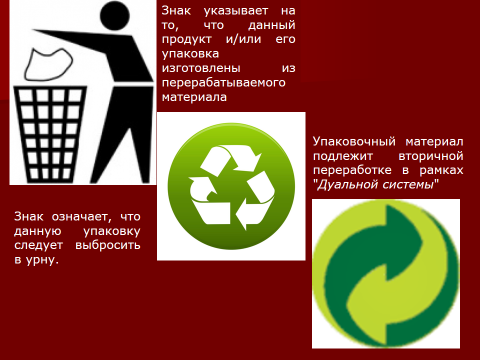 Знак указывает на
то, что данный
продукт и/или его
упаковка
изготовлены из
перерабатываемого
материала
Упаковочный материал
подлежит вторичной
переработке в рамках
"Дуальной системы"
Знак означает, что
данную упаковку
следует выбросить
в урну.